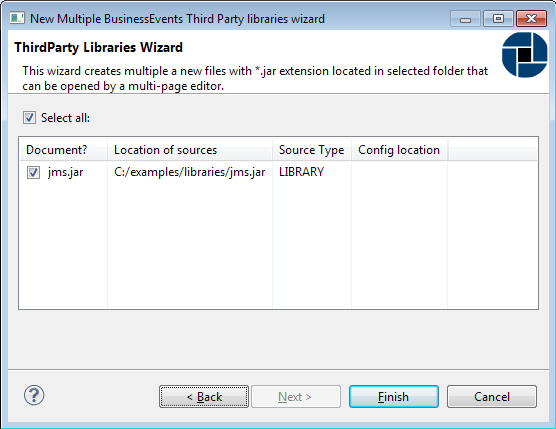 New Multiple BusinessEvents Third Party libraries wizard
ThirdParty Libraries Wizard
This wizard creates multiple a new files with *.jar extension located in selected folder that
can be opened by a multi-page editor.
Select all:
Document? Location of sources Source Type Config location
jms.jar C:/examples/libraries/jms.jar LIBRARY
? < Back Next > Finish Cancel